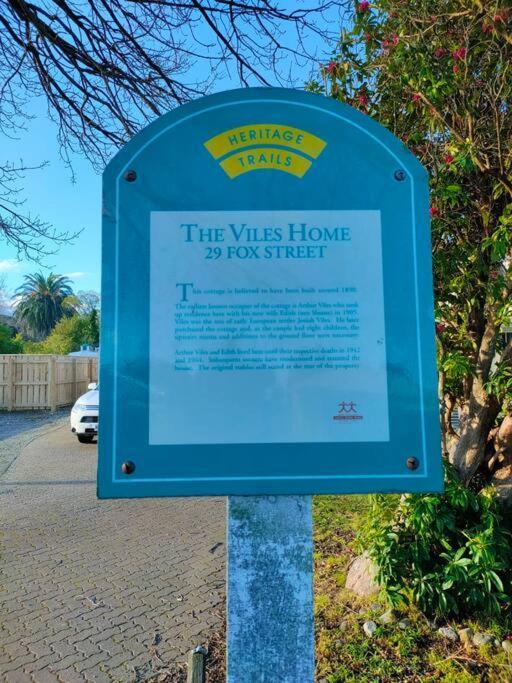 HERITAGE
TRAILS
THE VILES HOME
29 FOX STREET
This cottage is believed to have been built around 1890.
The earliest known occupier of the cottage is Arthur Viles who took
up residence here with his new wife Edith (nee Sloane) in 1905.
Viles was the son of early European settler Josiah Viles. He later
purchased the cottage and, as the couple had eight children, the
upstairs rooms and additions to the ground floor were necessary.
Arthur Viles and Edith lived here until their respective deaths in 1942
and Subsequent owners have modernised and restored the
house. The original stables still stand at the rear of the property